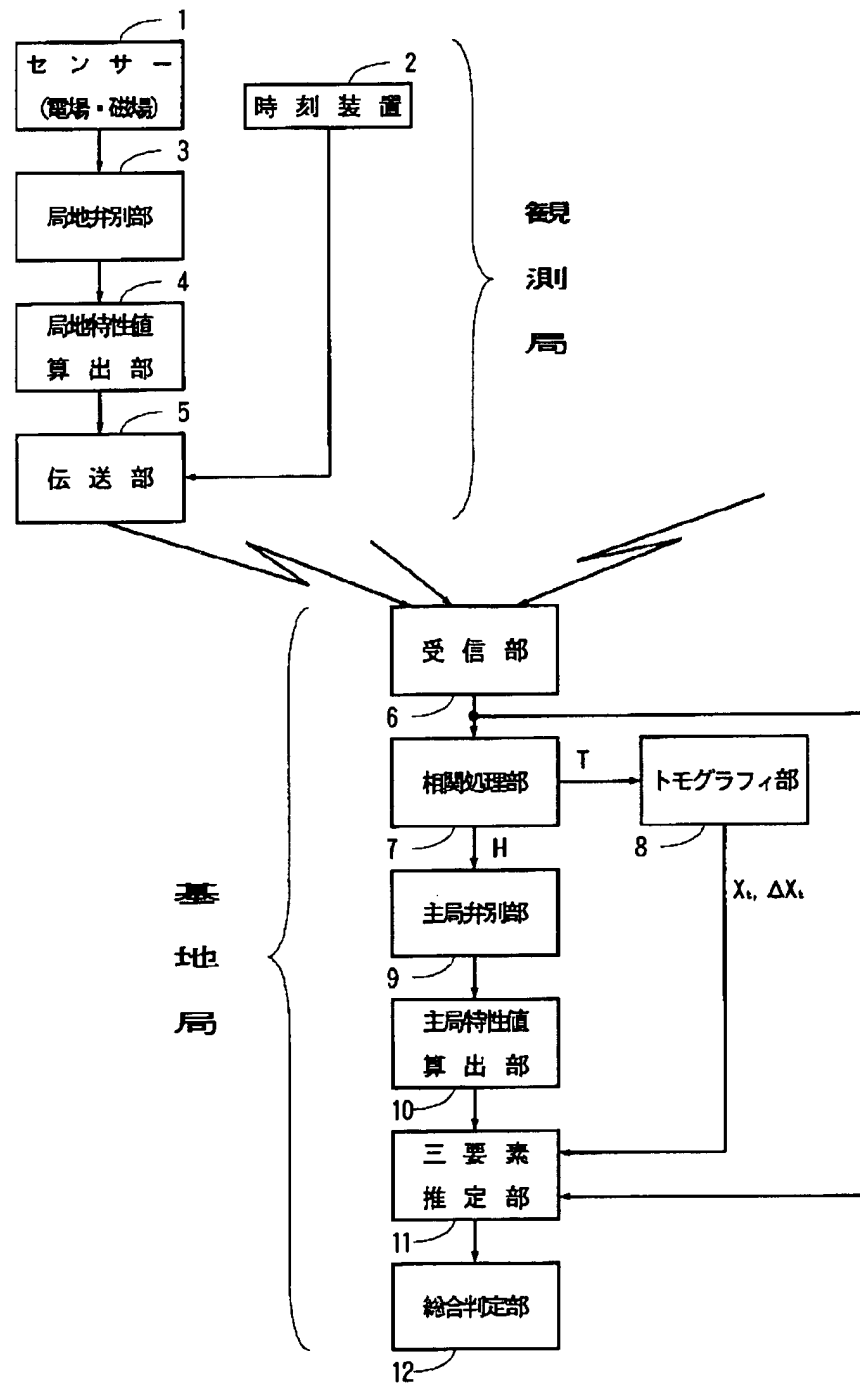 1
センサー
(電場・磁場)
2
時刻装置
3
局地弁別部
観測局
4
局地特性値
算出部
5
伝送部
受信部
6
相関処理部
T
トモグラフィ部
7
H
8
Xt, ΔXt
基地局
主局弁別部
9
主局特性値
算出部
10
三要素
推定部
11
総合判定部
12